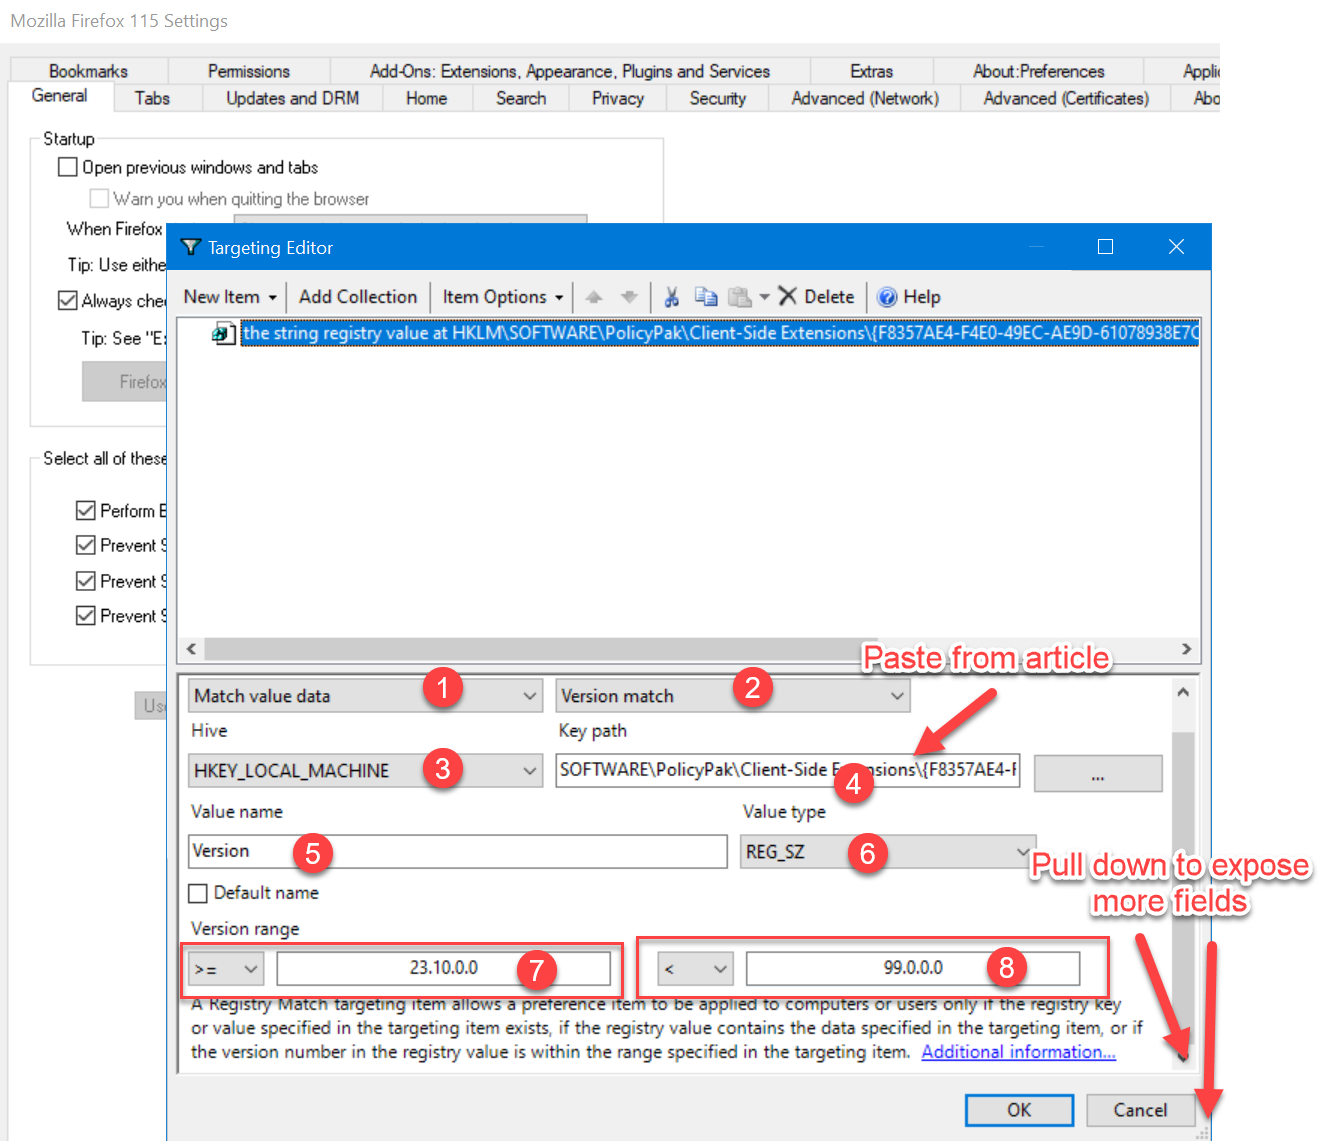 Mozilla Firefox 115 Settings
Bookmarks Permissions Add-Ons: Extensions, Appearance, Plugins and Services Extras About:Preferences Applic
General Tabs Updates and DRM Home Search Privacy Security Advanced (Network) Advanced (Certificates) Abo
Startup
Open previous windows and tabs
Warn you when quitting the browser
When Firefox
Targeting Editor
Tip: Use eithe
Always chec
New Item Add Collection Item Options Delete Help
the string registry value at HKLM\SOFTWARE\PolicyPak\Client-Side Extensions\{F8357AE4-F4E0-49EC-AE9D-61078938E7C
Tip: See "E
Firefox
Select all of these
Perform E
Prevent S
Prevent S
Prevent S
Paste from article
Match value data 1 Version match 2
Use
Hive Key path
HKEY_LOCAL_MACHINE 3 SOFTWARE\PolicyPak\Client-Side Extensions\{F8357AE4-F 4 ...
Value name Value type
Version 5 REG_SZ 6
Pull down to expose
more fields
Default name
Version range
>= 23.10.0.0 7 < 99.0.0.0 8
A Registry Match targeting item allows a preference item to be applied to computers or users only if the registry key
or value specified in the targeting item exists, if the registry value contains the data specified in the targeting item, or if
the version number in the registry value is within the range specified in the targeting item. Additional information...
OK Cancel